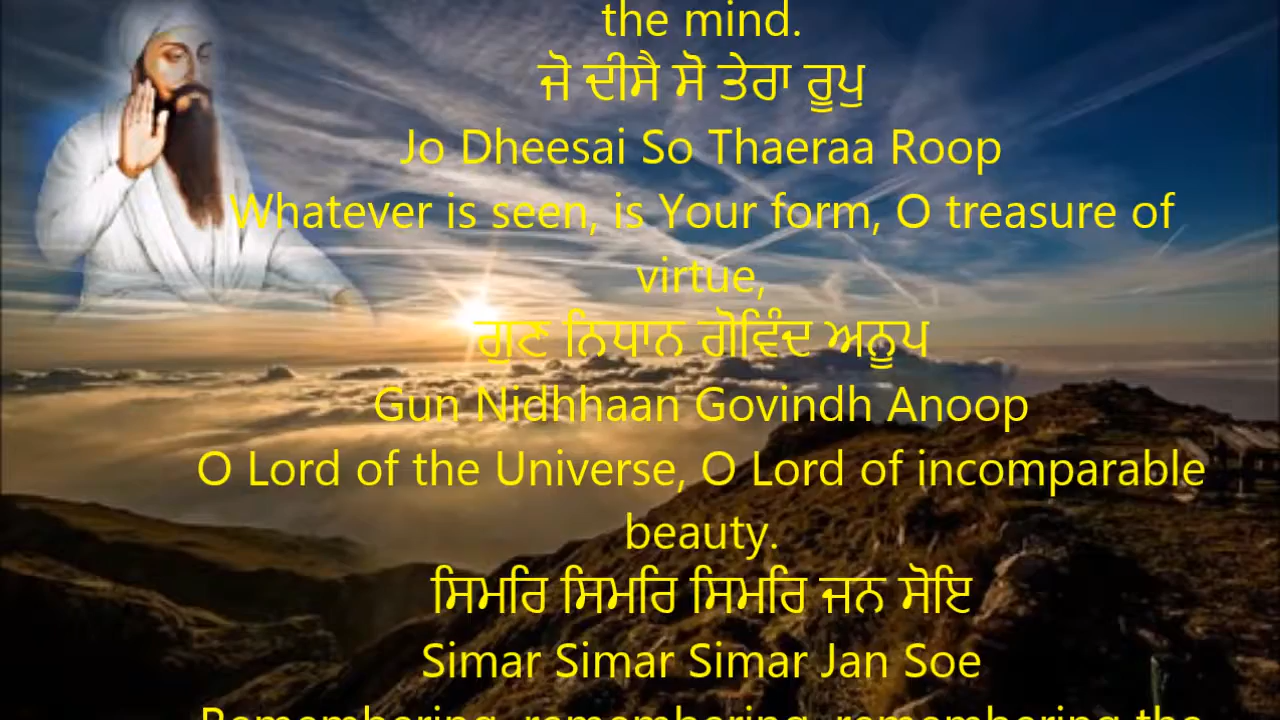 the mind.
ਜੋ ਦੀਸੈ ਸੋ ਤੇਰਾ ਰੂਪੁ
Jo Dheesai So Thaeraa Roop
Whatever is seen, is Your form, O treasure of
virtue,
ਗੁਣ ਨਿਧਾਨ ਗੋਵਿੰਦ ਅਨੂਪ
Gun Nidhhaan Govindh Anoop
O Lord of the Universe, O Lord of incomparable
beauty.
ਸਿਮਰਿ ਸਿਮਰਿ ਸਿਮਰਿ ਜਨ ਸੋਇ
Simar Simar Simar Jan Soe
Remembering, remembering, remembering the